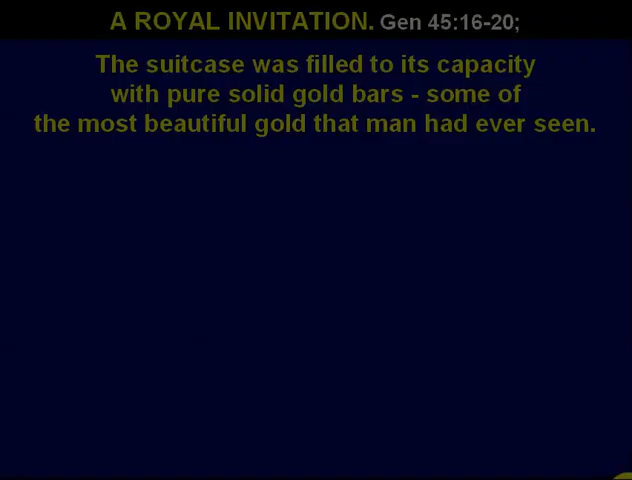 A ROYAL INVITATION. Gen 45:16-20;
The suitcase was filled to its capacity
with pure solid gold bars - some of
the most beautiful gold that man had ever seen.